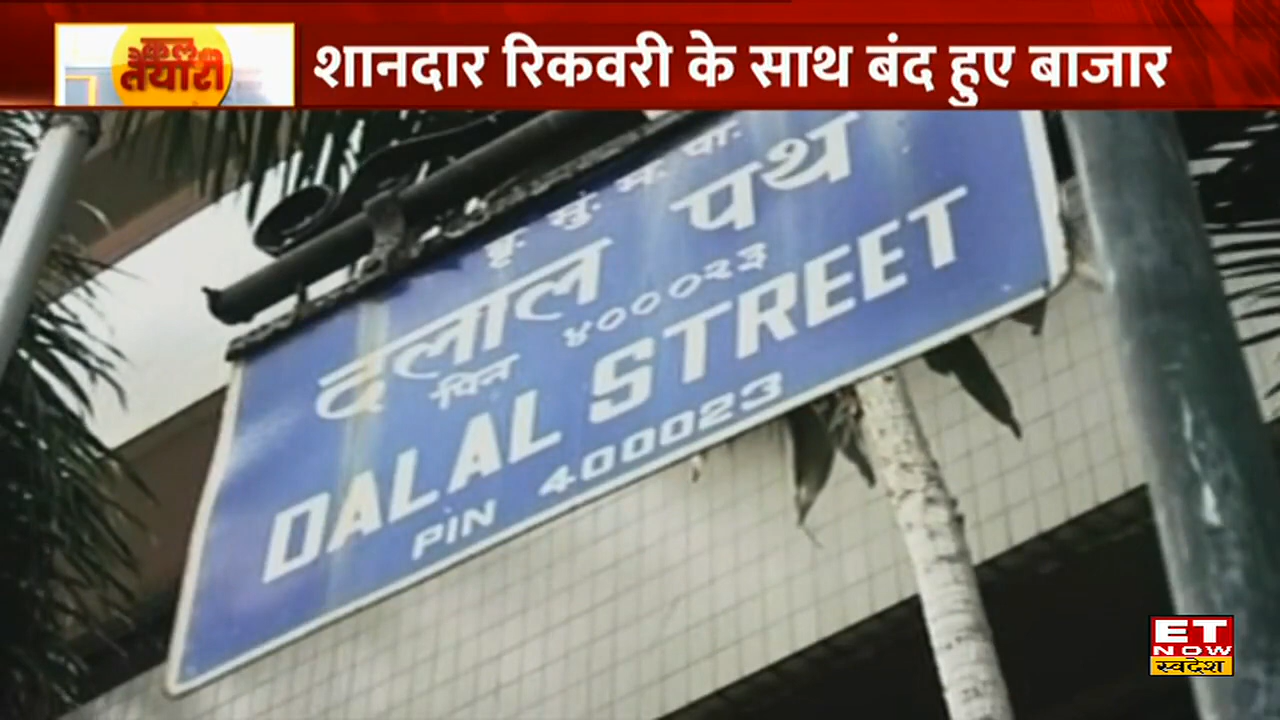 कल की
तैयारी
शानदार रिकवरी के साथ बंद हुए बाजार
बृ. मुं. म. पा.
दलाल पथ
पिन ४०००२३
DALAL STREET
PIN 400023
ET
NOW
स्वदेश